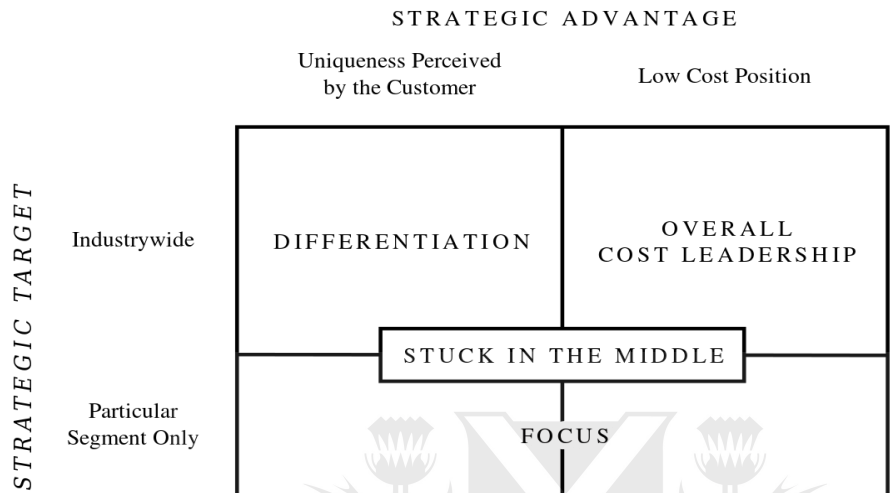 STRATEGIC ADVANTAGE
Uniqueness Perceived
by the Customer
Low Cost Position
STRATEGIC TARGET
Industrywide
DIFFERENTIATION
OVERALL
COST LEADERSHIP
STUCK IN THE MIDDLE
Particular
Segment Only
FOCUS